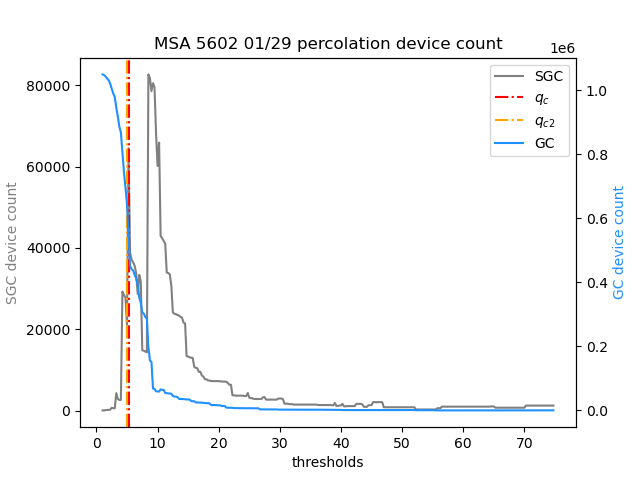 MSA 5602 01/29 percolation device count
1e6
SGC
q_c
q_c2
GC
80000
60000
40000
20000
0
SGC device count
1.0
0.8
0.6
0.4
0.2
0.0
GC device count
0 10 20 30 40 50 60 70
thresholds